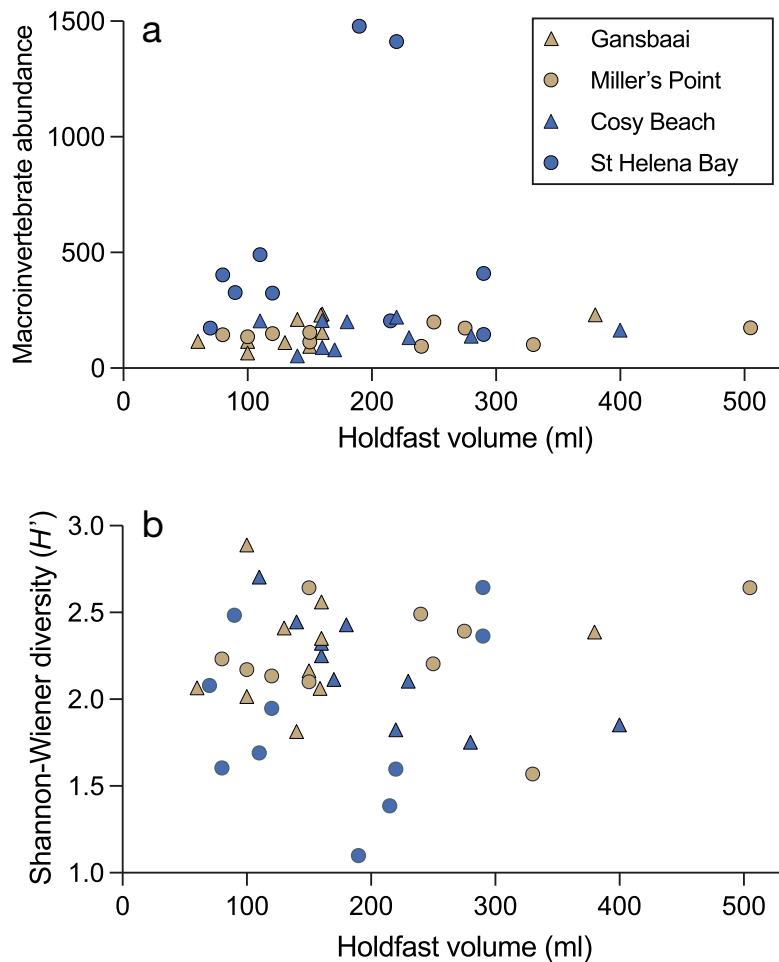 a
Macroinvertebrate abundance
1500
1000
500
0
Gansbaai
Miller's Point
Cosy Beach
St Helena Bay
0 100 200 300 400 500
Holdfast volume (ml)
b
Shannon-Wiener diversity (H')
3.0
2.5
2.0
1.5
1.0
0 100 200 300 400 500
Holdfast volume (ml)